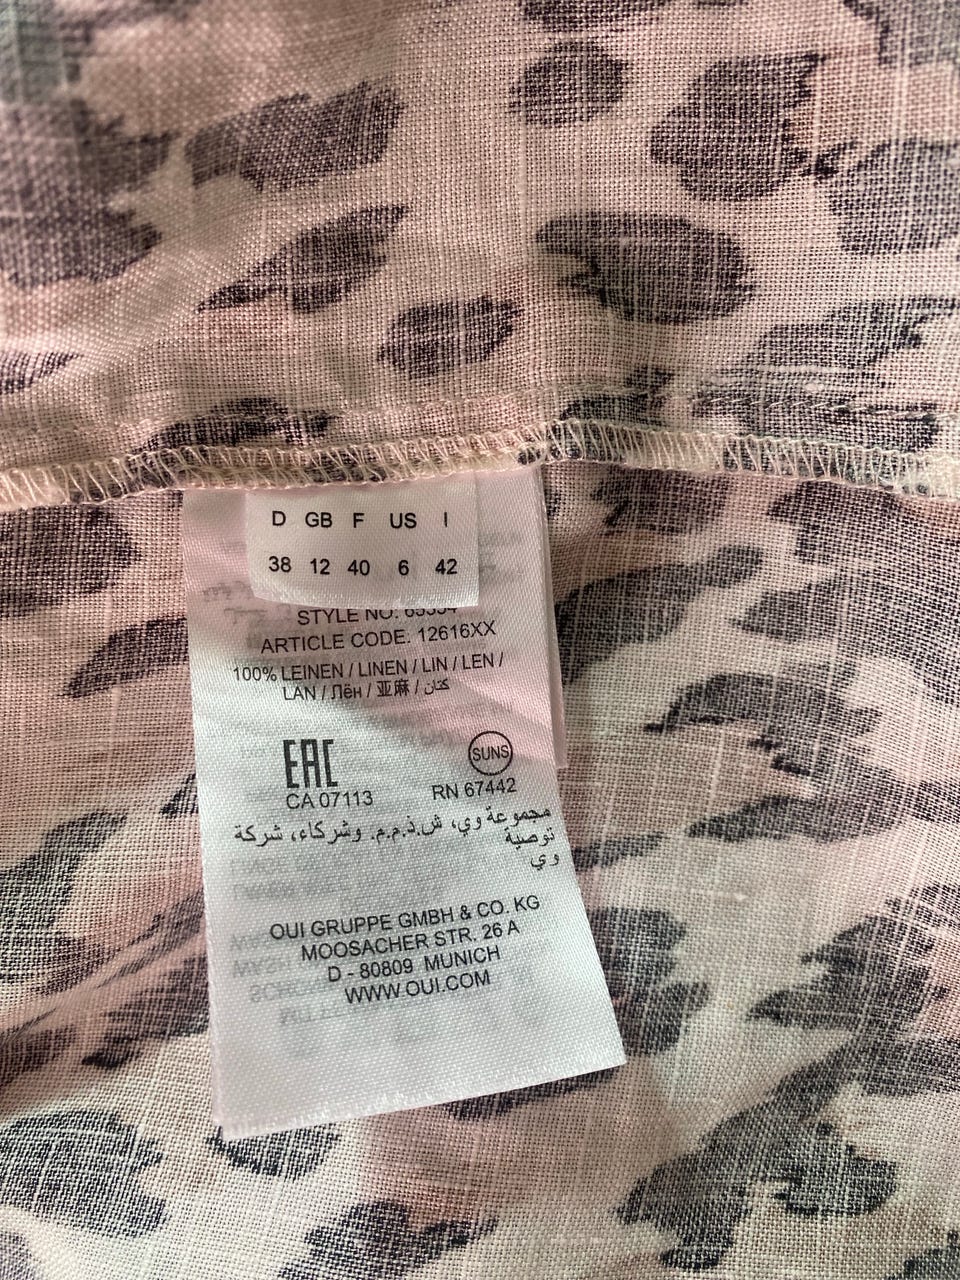 D GB F US I
38 12 40 6 42
STYLE NO:
ARTICLE CODE: 12616XX
100% LEINEN / LINEN / LIN / LEN /
LAN / Лён / 亚麻 / كتان
EAC
SUNS
CA 07113
RN 67442
مجموعة وي، ش.ذ.م.م. وشركاء، شركة
توصية
وي
OUI GRUPPE GMBH & CO. KG
MOOSACHER STR. 26 A
D - 80809 MUNICH
WWW.OUI.COM